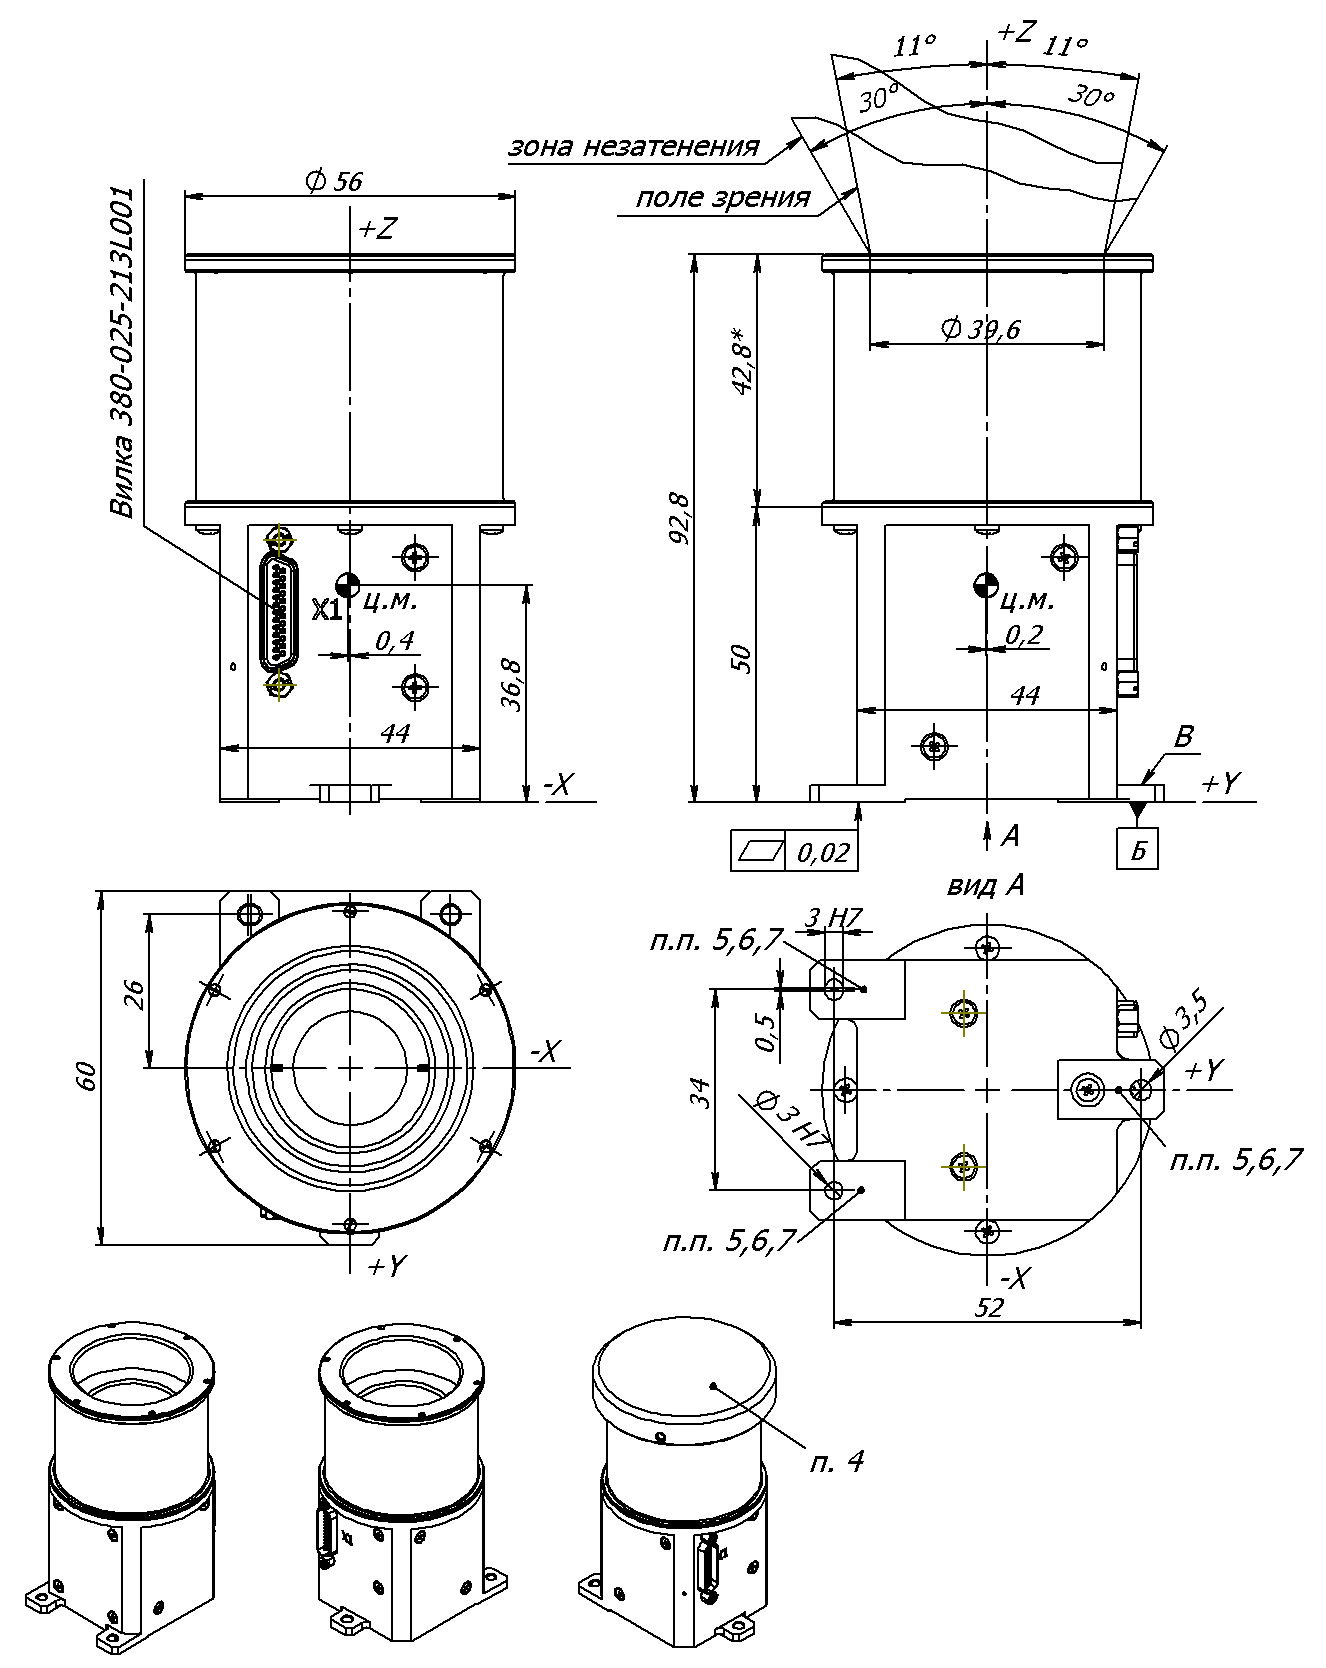 +Z
11°
11°
30°
30°
зона незатенения
поле зрения
Вилка 380-025-213L001
∅ 56
+Z
∅ 39,6
42,8*
92,8
50
X1
ц.м.
0,4
36,8
44
-X
ц.м.
0,2
44
B
+Y
0,02
A
Б
вид А
26
60
-X
+Y
3 H7
п.п. 5,6,7
0,5
34
∅ 3 H7
∅ 3,5
+Y
п.п. 5,6,7
п.п. 5,6,7
-X
52
X1
п. 4